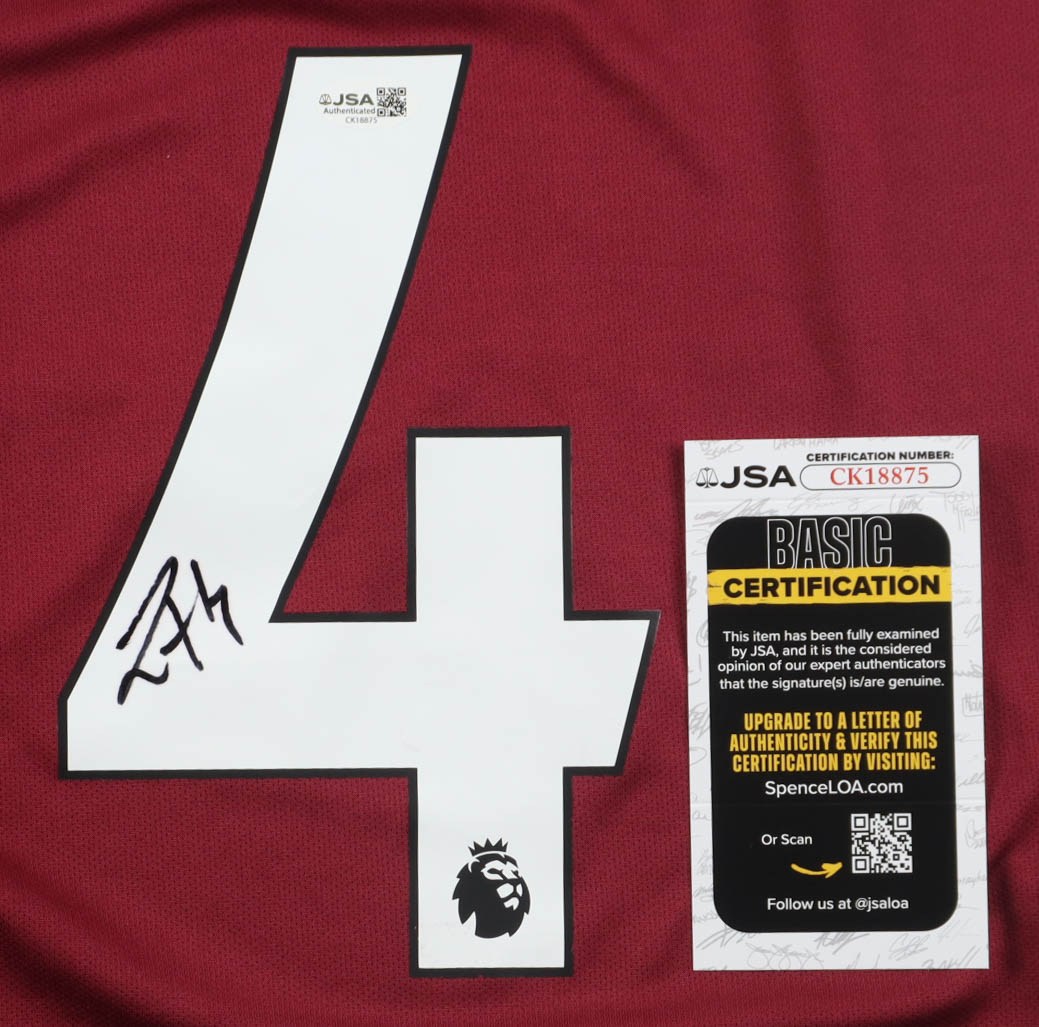 4
JSA
Authenticated
CK18875
JSA
CERTIFICATION NUMBER:
CK18875
BASIC
CERTIFICATION
This item has been fully examined
by JSA, and it is the considered
opinion of our expert authenticators
that the signature(s) is/are genuine.
UPGRADE TO A LETTER OF
AUTHENTICITY & VERIFY THIS
CERTIFICATION BY VISITING:
SpenceLOA.com
Or Scan
Follow us at @jsaloa